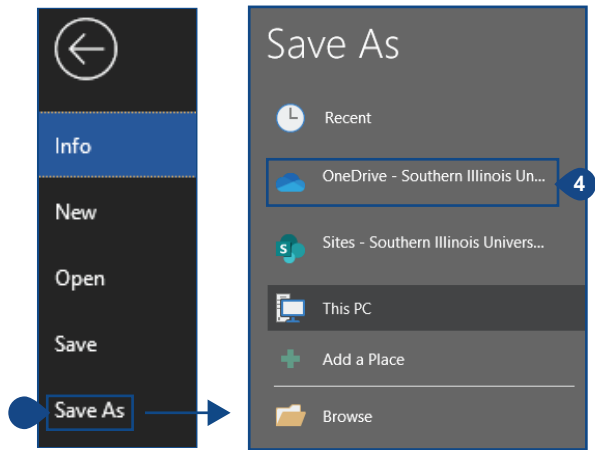 Info
New
Open
Save
Save As
Save As
Recent
OneDrive - Southern Illinois Un...
4
S
Sites - Southern Illinois Univers...
This PC
Add a Place
Browse